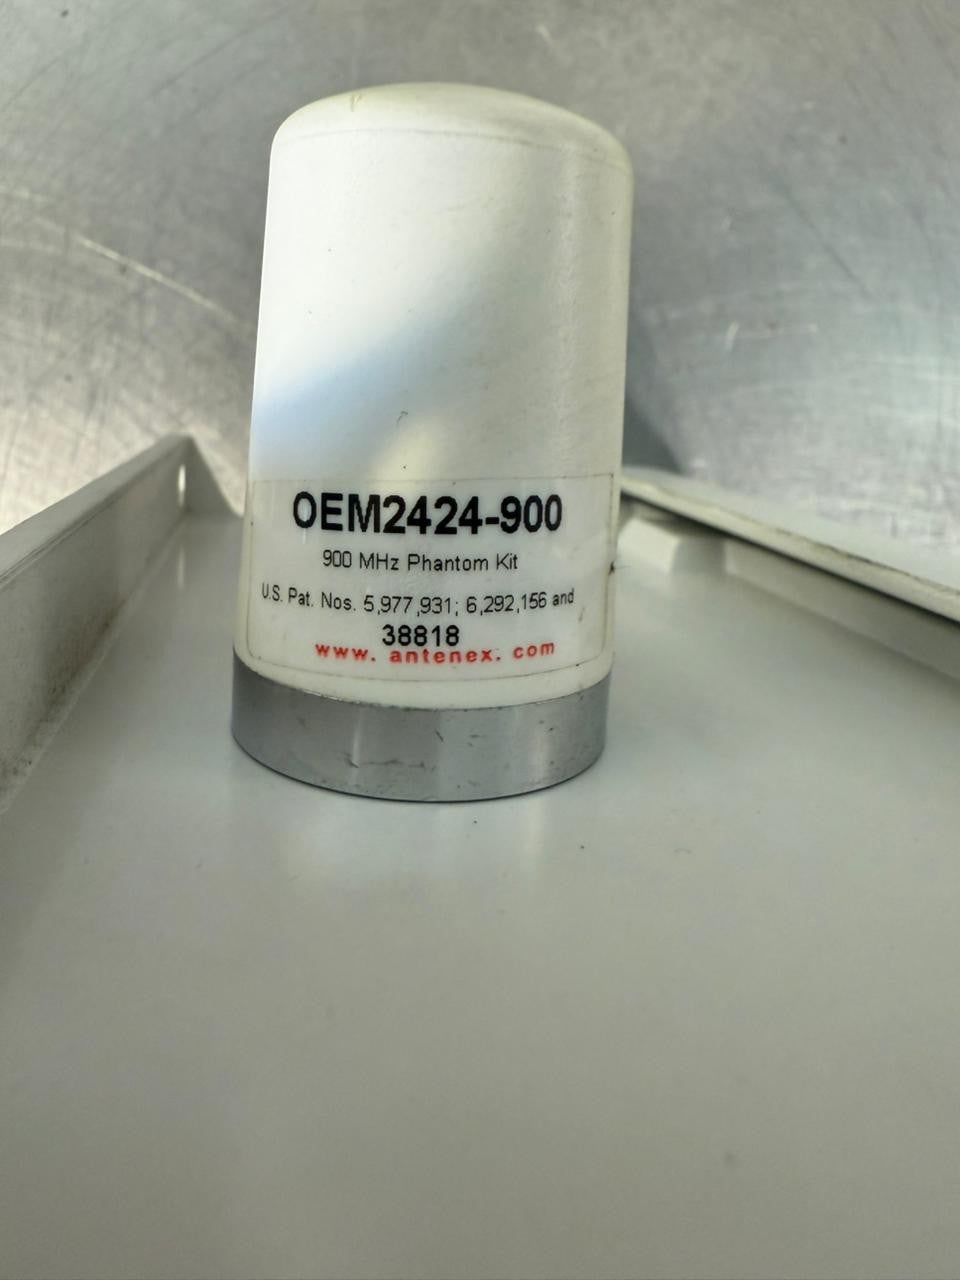 OEM2424-900
900 MHz Phantom Kit
U.S. Pat. Nos. 5,977,931; 6,292,156 and
38818
www. antenex. com